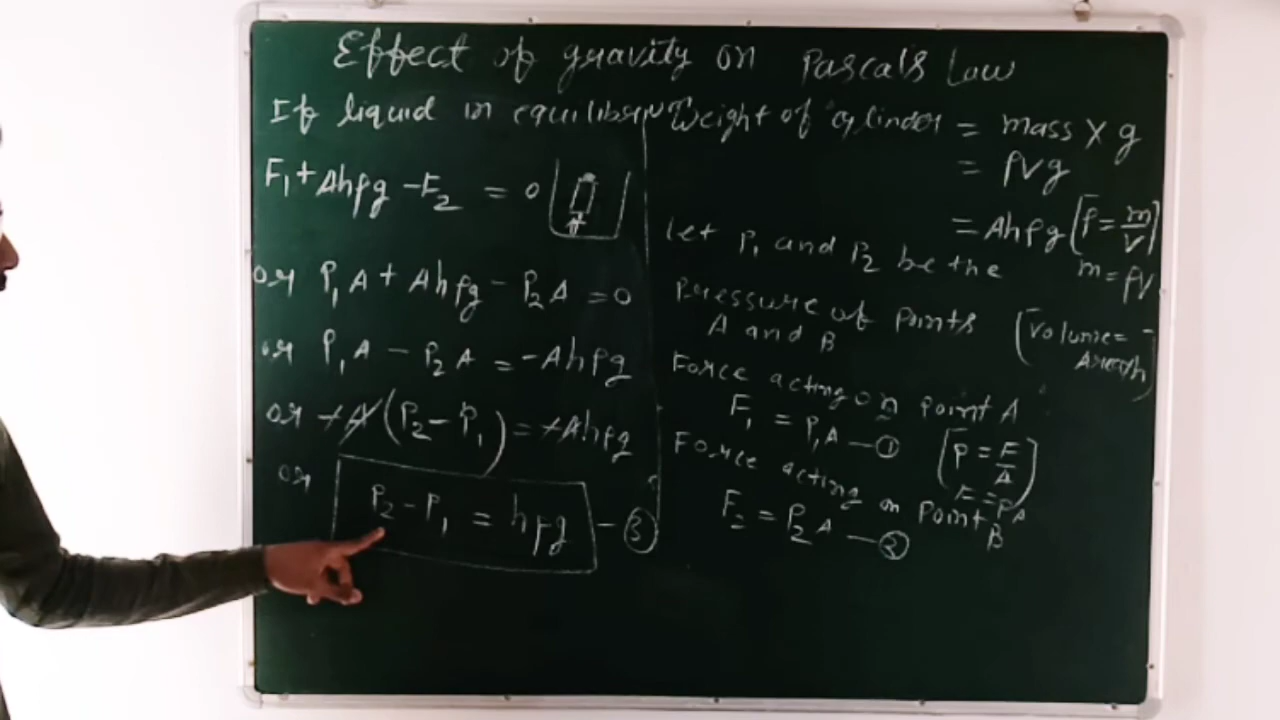 Effect of gravity on Pascal's Law
If liquid in equilibrium
F₁ + Ahρg - F₂ = 0
or P₁A + Ahρg - P₂A = 0
or P₁A - P₂A = -Ahρg
or +A(P₂ - P₁) = +Ahρg
or P₂ - P₁ = hρg - ③
Weight of cylinder = mass × g
= ρVg
= Ahρg [ρ = m/V]
m = ρV
Let P₁ and P₂ be the
Pressure of Points
A and B
[Volume =
Area×h]
Force acting on point A
F₁ = P₁A - ① [P = F/A
F = PA]
Force acting on Point B
F₂ = P₂A - ②